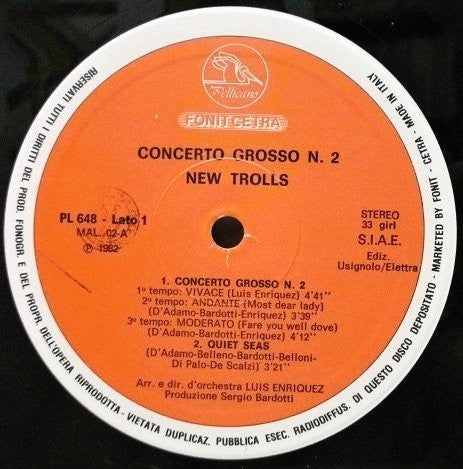 Pellicano
FONIT CETRA
CONCERTO GROSSO N. 2
NEW TROLLS
PL 648 - Lato 1
MAL. 02-A
℗ 1982
STEREO
33 giri
S.I.A.E.
Ediz.
Usignolo/Elettra
1. CONCERTO GROSSO N. 2
1º tempo: VIVACE (Luis Enriquez) 4'41"
2º tempo: ANDANTE (Most dear lady)
(D'Adamo-Bardotti-Enriquez) 3'39"
3º tempo: MODERATO (Fare you well dove)
(D'Adamo-Bardotti-Enriquez) 4'12"
2. QUIET SEAS
(D'Adamo-Belleno-Bardotti-Belloni-
Di Palo-De Scalzi) 3'21"
Arr. e dir. d'orchestra LUIS ENRIQUEZ
Produzione Sergio Bardotti
RISERVATI TUTTI I DIRITTI DEL PROD. FONOGR. E DEL PROPR. DELL'OPERA RIPRODOTTA - VIETATA DUPLICAZ. PUBBLICA ESEC. RADIODIFFUS. DI QUESTO DISCO DEPOSITATO - MARKETED BY FONIT - CETRA - MADE IN ITALY